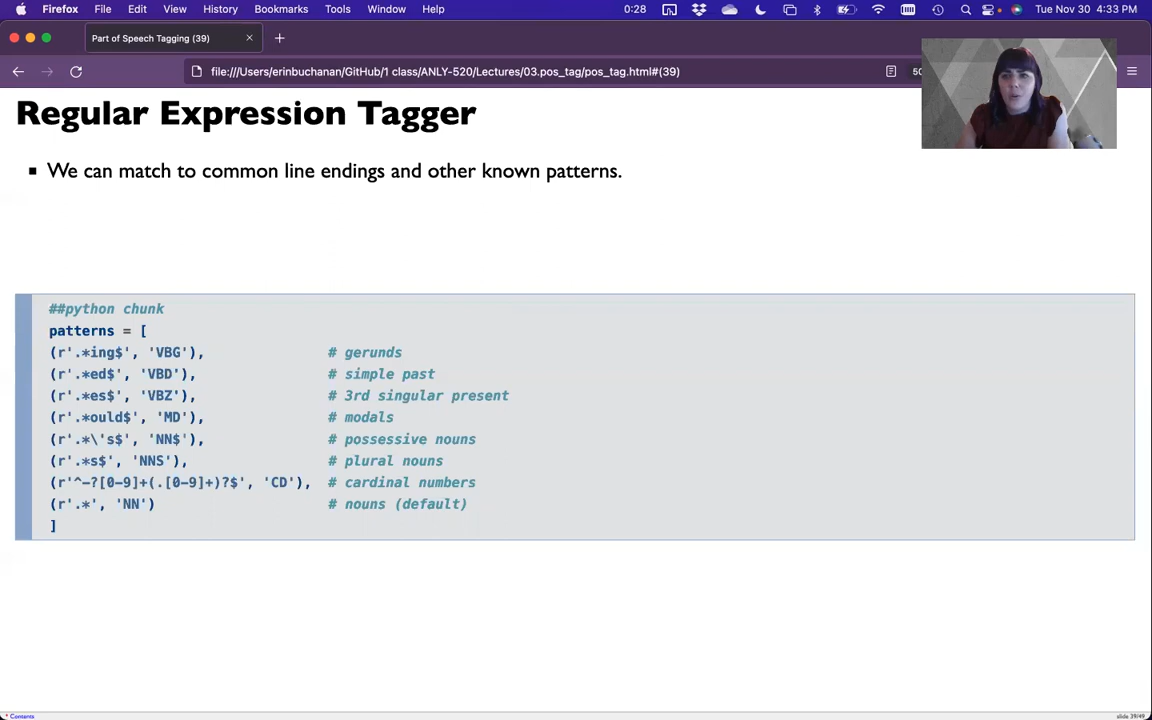 Firefox File Edit View History Bookmarks Tools Window Help 0:28 Tue Nov 30 4:33 PM
Part of Speech Tagging (39)
file:///Users/erinbuchanan/GitHub/1 class/ANLY-520/Lectures/03.pos_tag/pos_tag.html#(39)
Regular Expression Tagger
▪ We can match to common line endings and other known patterns.
##python chunk
patterns = [
(r'.*ing$', 'VBG'), # gerunds
(r'.*ed$', 'VBD'), # simple past
(r'.*es$', 'VBZ'), # 3rd singular present
(r'.*ould$', 'MD'), # modals
(r'.*\'s$', 'NN$'), # possessive nouns
(r'.*s$', 'NNS'), # plural nouns
(r'^-?[0-9]+(.[0-9]+)?$', 'CD'), # cardinal numbers
(r'.*', 'NN') # nouns (default)
]
Contents slide 39/49